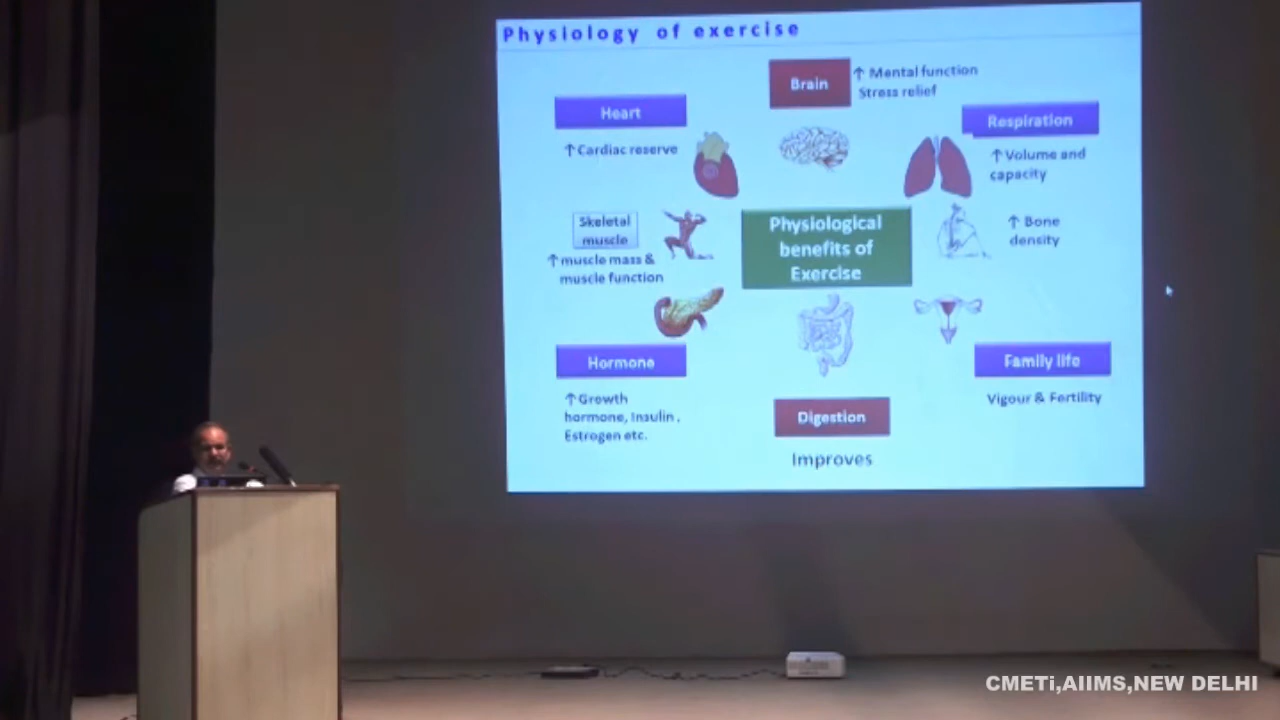 Physiology of exercise
Brain
↑ Mental function
Stress relief
Heart
↑Cardiac reserve
Respiration
↑Volume and
capacity
Skeletal
muscle
↑muscle mass &
muscle function
Physiological
benefits of
Exercise
↑ Bone
density
Hormone
↑Growth
hormone, Insulin,
Estrogen etc.
Digestion
Improves
Family life
Vigour & Fertility
CMETi,AIIMS,NEW DELHI